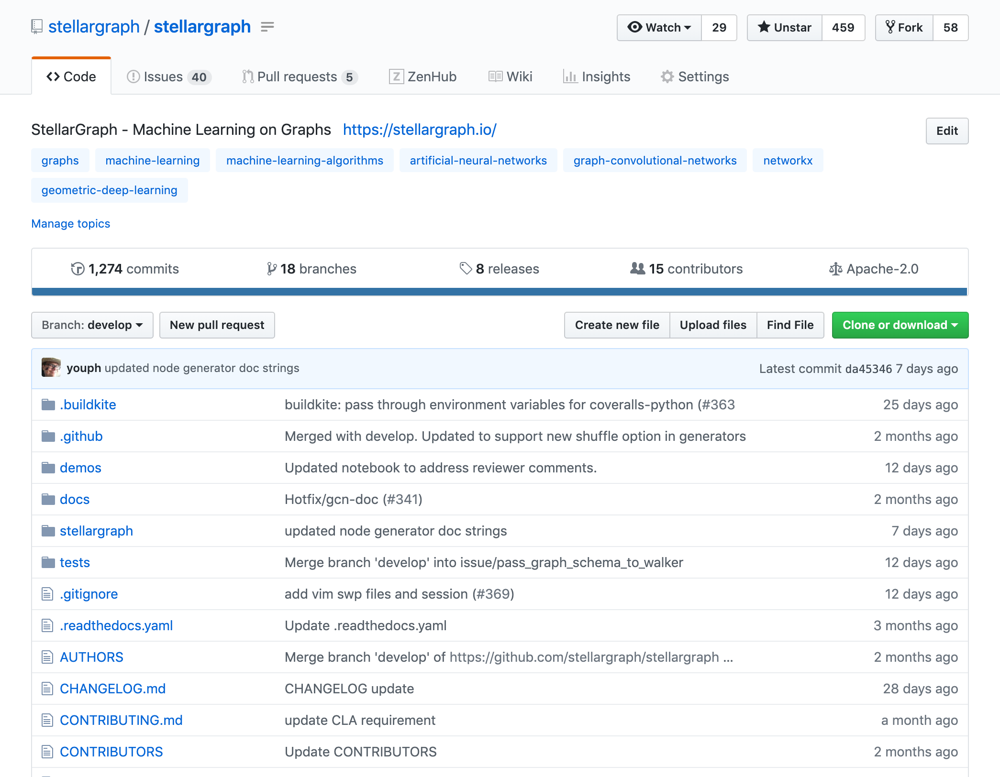 stellargraph / stellargraph Watch 29 Unstar 459 Fork 58
Code Issues 40 Pull requests 5 Z ZenHub Wiki Insights Settings
StellarGraph - Machine Learning on Graphs https://stellargraph.io/ Edit
graphs machine-learning machine-learning-algorithms artificial-neural-networks graph-convolutional-networks networkx
geometric-deep-learning
Manage topics
1,274 commits 18 branches 8 releases 15 contributors Apache-2.0
Branch: develop New pull request Create new file Upload files Find File Clone or download
youph updated node generator doc strings Latest commit da45346 7 days ago
.buildkite buildkite: pass through environment variables for coveralls-python (#363 25 days ago
.github Merged with develop. Updated to support new shuffle option in generators 2 months ago
demos Updated notebook to address reviewer comments. 12 days ago
docs Hotfix/gcn-doc (#341) 2 months ago
stellargraph updated node generator doc strings 7 days ago
tests Merge branch 'develop' into issue/pass_graph_schema_to_walker 12 days ago
.gitignore add vim swp files and session (#369) 12 days ago
.readthedocs.yaml Update .readthedocs.yaml 3 months ago
AUTHORS Merge branch 'develop' of https://github.com/stellargraph/stellargraph ... 2 months ago
CHANGELOG.md CHANGELOG update 28 days ago
CONTRIBUTING.md update CLA requirement a month ago
CONTRIBUTORS Update CONTRIBUTORS 2 months ago